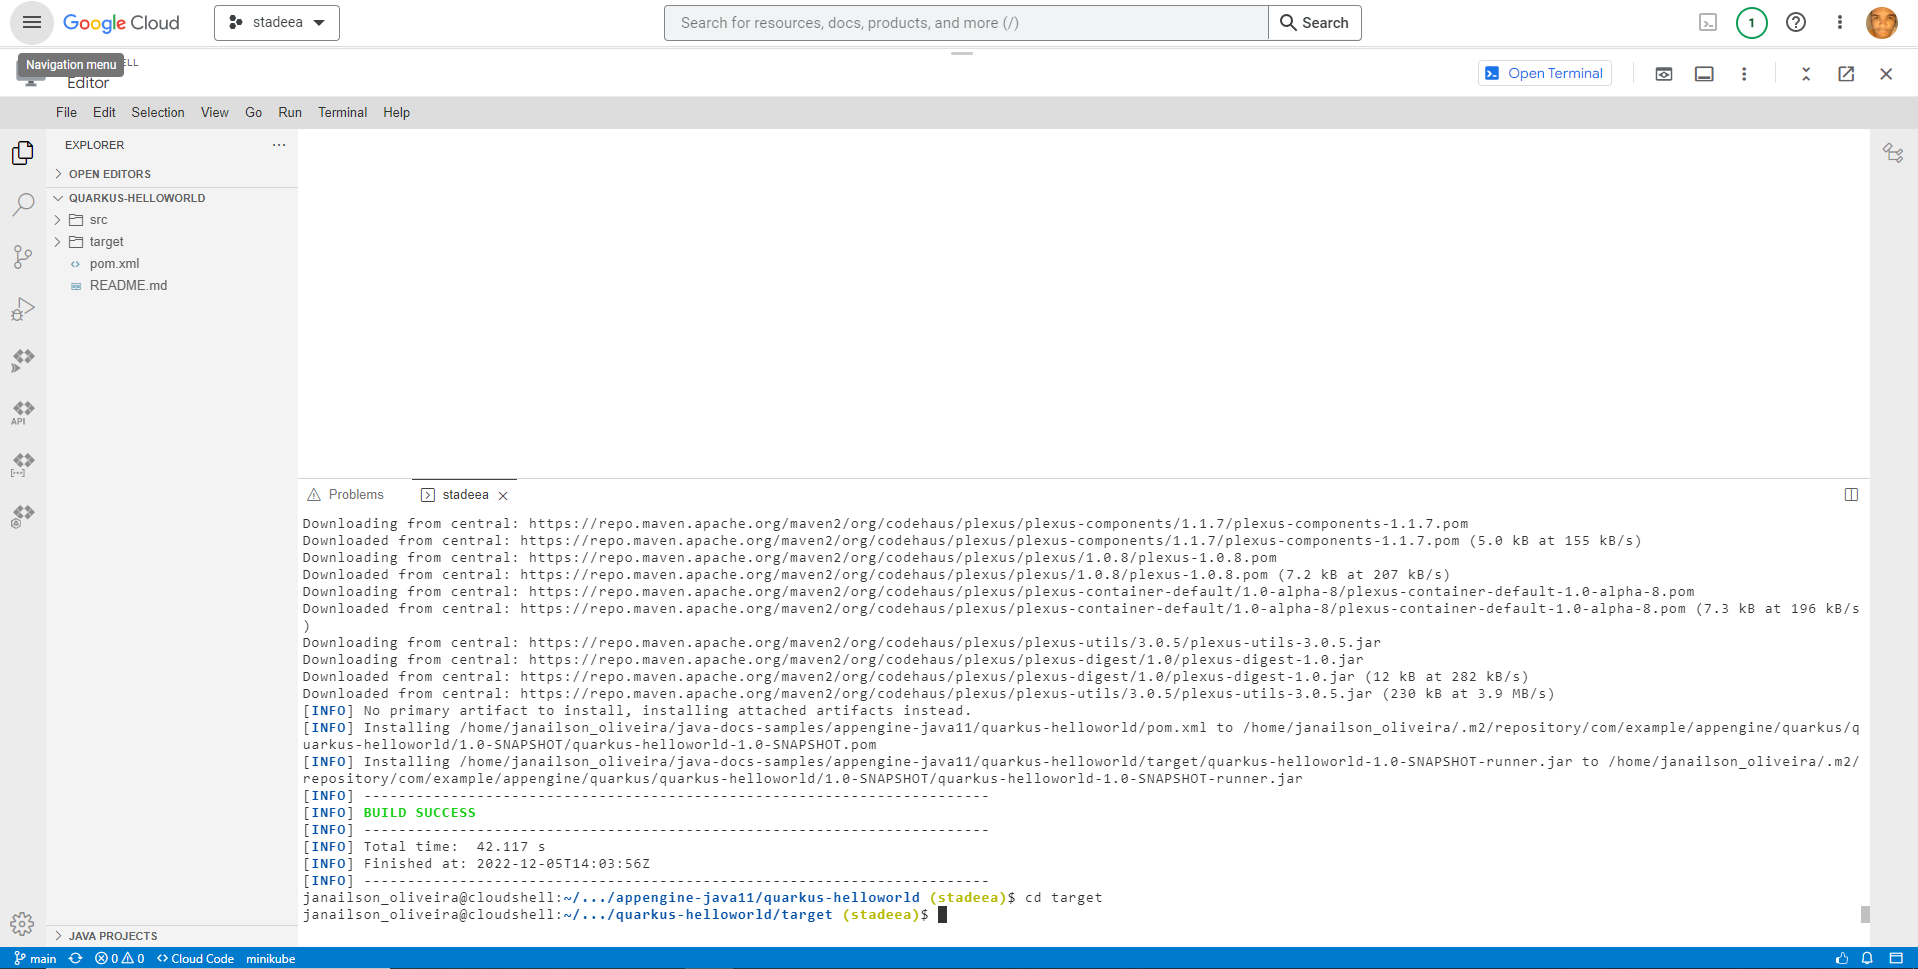 Google Cloud
stadeea
Search for resources, docs, products, and more (/)
Search
1
Navigation menu
ELL
Editor
Open Terminal
File Edit Selection View Go Run Terminal Help
EXPLORER
OPEN EDITORS
QUARKUS-HELLOWORLD
src
target
pom.xml
README.md
API
Problems
stadeea
Downloading from central: https://repo.maven.apache.org/maven2/org/codehaus/plexus/plexus-components/1.1.7/plexus-components-1.1.7.pom
Downloaded from central: https://repo.maven.apache.org/maven2/org/codehaus/plexus/plexus-components/1.1.7/plexus-components-1.1.7.pom (5.0 kB at 155 kB/s)
Downloading from central: https://repo.maven.apache.org/maven2/org/codehaus/plexus/plexus/1.0.8/plexus-1.0.8.pom
Downloaded from central: https://repo.maven.apache.org/maven2/org/codehaus/plexus/plexus/1.0.8/plexus-1.0.8.pom (7.2 kB at 207 kB/s)
Downloading from central: https://repo.maven.apache.org/maven2/org/codehaus/plexus/plexus-container-default/1.0-alpha-8/plexus-container-default-1.0-alpha-8.pom
Downloaded from central: https://repo.maven.apache.org/maven2/org/codehaus/plexus/plexus-container-default/1.0-alpha-8/plexus-container-default-1.0-alpha-8.pom (7.3 kB at 196 kB/s
)
Downloading from central: https://repo.maven.apache.org/maven2/org/codehaus/plexus/plexus-utils/3.0.5/plexus-utils-3.0.5.jar
Downloading from central: https://repo.maven.apache.org/maven2/org/codehaus/plexus/plexus-digest/1.0/plexus-digest-1.0.jar
Downloaded from central: https://repo.maven.apache.org/maven2/org/codehaus/plexus/plexus-digest/1.0/plexus-digest-1.0.jar (12 kB at 282 kB/s)
Downloaded from central: https://repo.maven.apache.org/maven2/org/codehaus/plexus/plexus-utils/3.0.5/plexus-utils-3.0.5.jar (230 kB at 3.9 MB/s)
[INFO] No primary artifact to install, installing attached artifacts instead.
[INFO] Installing /home/janailson_oliveira/java-docs-samples/appengine-java11/quarkus-helloworld/pom.xml to /home/janailson_oliveira/.m2/repository/com/example/appengine/quarkus/q
uarkus-helloworld/1.0-SNAPSHOT/quarkus-helloworld-1.0-SNAPSHOT.pom
[INFO] Installing /home/janailson_oliveira/java-docs-samples/appengine-java11/quarkus-helloworld/target/quarkus-helloworld-1.0-SNAPSHOT-runner.jar to /home/janailson_oliveira/.m2/
repository/com/example/appengine/quarkus/quarkus-helloworld/1.0-SNAPSHOT/quarkus-helloworld-1.0-SNAPSHOT-runner.jar
[INFO] ------------------------------------------------------------------------
[INFO] BUILD SUCCESS
[INFO] ------------------------------------------------------------------------
[INFO] Total time:  42.117 s
[INFO] Finished at: 2022-12-05T14:03:56Z
[INFO] ------------------------------------------------------------------------
janailson_oliveira@cloudshell:~/.../appengine-java11/quarkus-helloworld (stadeea)$ cd target
janailson_oliveira@cloudshell:~/.../quarkus-helloworld/target (stadeea)$
JAVA PROJECTS
main 0 0 <> Cloud Code minikube